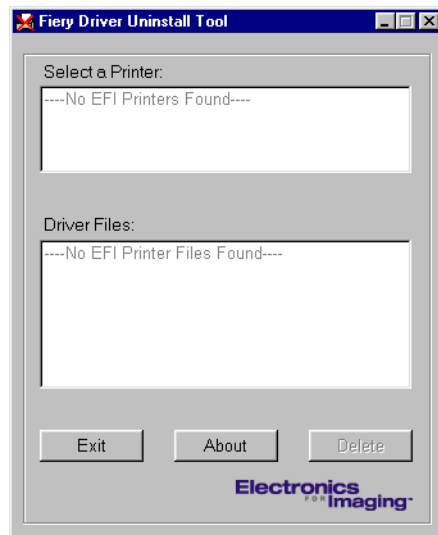 Fiery Driver Uninstall Tool
Select a Printer:
----No EFI Printers Found----
Driver Files:
----No EFI Printer Files Found----
Exit About Delete
Electronics
FOR Imaging™